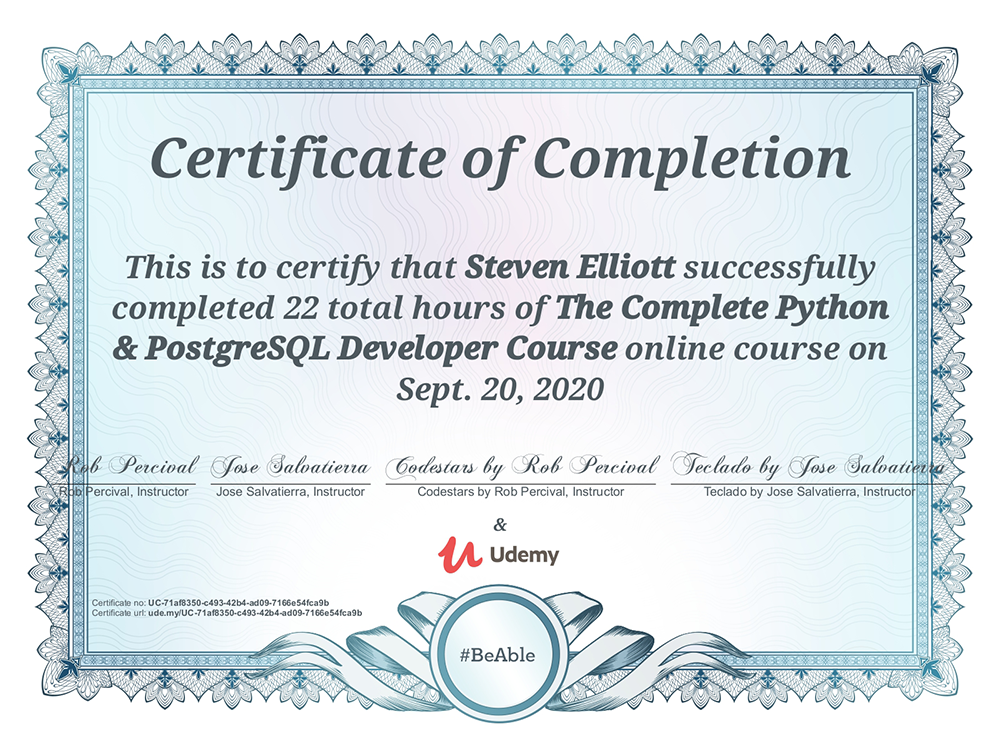 Certificate of Completion
This is to certify that Steven Elliott successfully
completed 22 total hours of The Complete Python
& PostgreSQL Developer Course online course on
Sept. 20, 2020
Rob Percival Jose Salvatierra Codestars by Rob Percival Teclado by Jose Salvatierra
Rob Percival, Instructor Jose Salvatierra, Instructor Codestars by Rob Percival, Instructor Teclado by Jose Salvatierra, Instructor
&
Udemy
Certificate no: UC-71af8350-c493-42b4-ad09-7166e54fca9b
Certificate url: ude.my/UC-71af8350-c493-42b4-ad09-7166e54fca9b
#BeAble